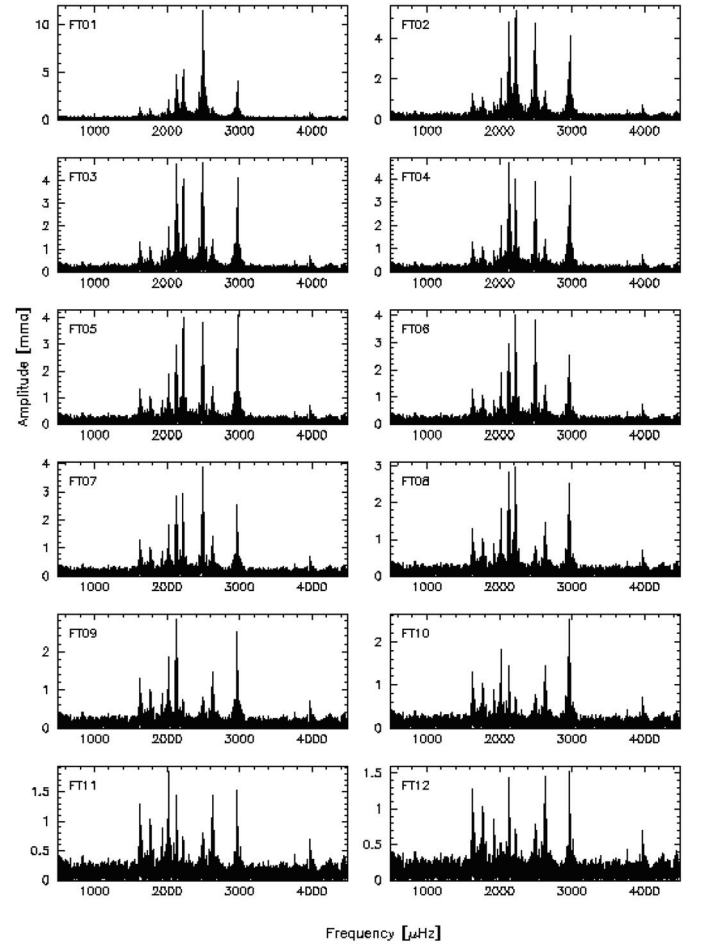 FT01 FT02
10 5 0 4 2 0
1000 2000 3000 4000 1000 2000 3000 4000
FT03 FT04
4 3 2 1 0 4 3 2 1 0
1000 2000 3000 4000 1000 2000 3000 4000
FT05 FT06
4 3 2 1 0 4 3 2 1 0
1000 2000 3000 4000 1000 2000 3000 4000
Amplitude [mma]
FT07 FT08
4 3 2 1 0 3 2 1 0
1000 2000 3000 4000 1000 2000 3000 4000
FT09 FT10
2 1 0 2 1 0
1000 2000 3000 4000 1000 2000 3000 4000
FT11 FT12
1.5 1 0.5 0 1.5 1 0.5 0
1000 2000 3000 4000 1000 2000 3000 4000
Frequency [μHz]